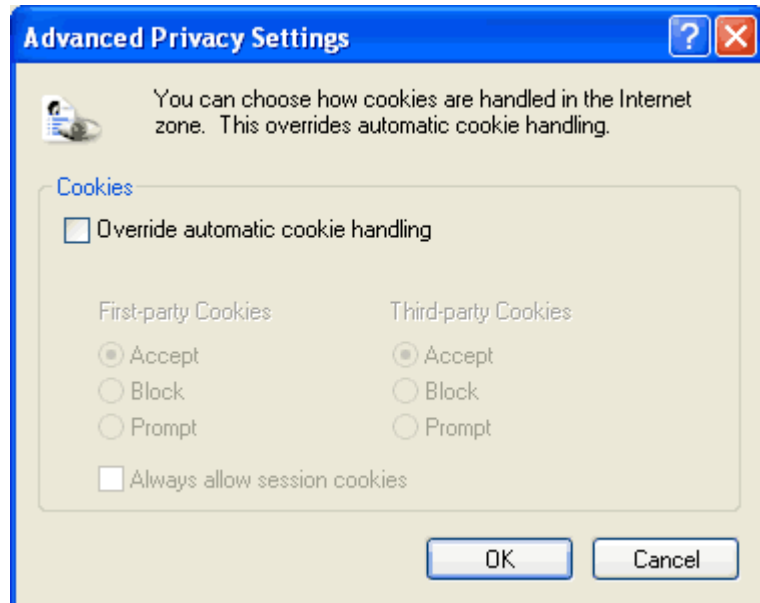 Advanced Privacy Settings
You can choose how cookies are handled in the Internet
zone.  This overrides automatic cookie handling.
Cookies
Override automatic cookie handling
First-party Cookies Third-party Cookies
Accept Accept
Block Block
Prompt Prompt
Always allow session cookies
OK Cancel